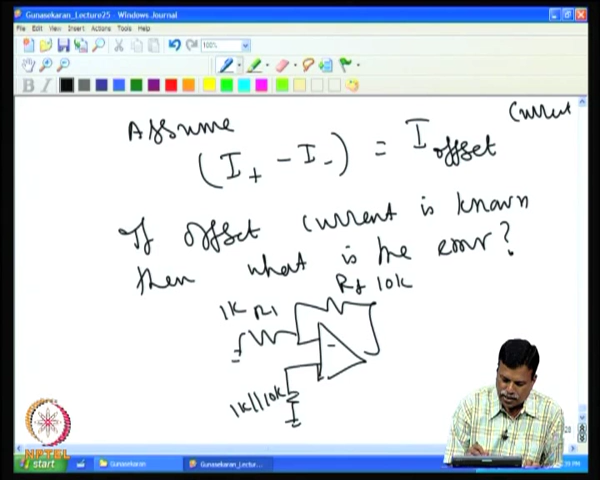 Gunasekaran_Lecture25 - Windows Journal
File Edit View Insert Actions Tools Help
100%
B I
Assume
current
(I+ - I-) = Ioffset
If offset current is known
then what is the error?
Rf 10k
1k R1
-
1k||10k
NPTEL
start
Gunasekaran
Gunasekaran_Lectur...